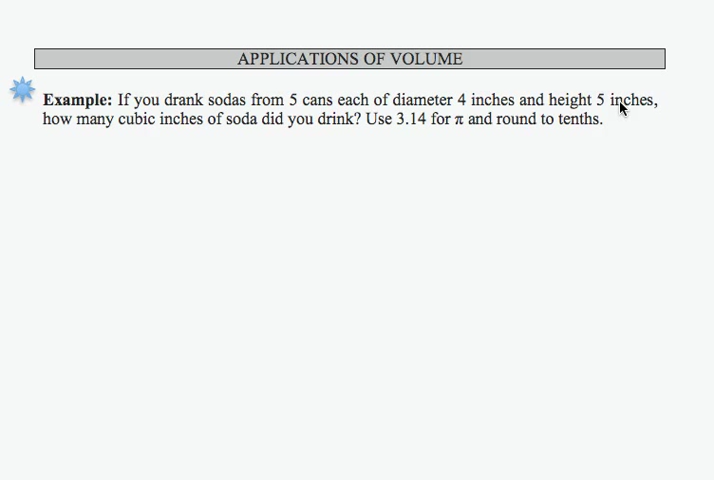 APPLICATIONS OF VOLUME
Example: If you drank sodas from 5 cans each of diameter 4 inches and height 5 inches,
how many cubic inches of soda did you drink? Use 3.14 for π and round to tenths.